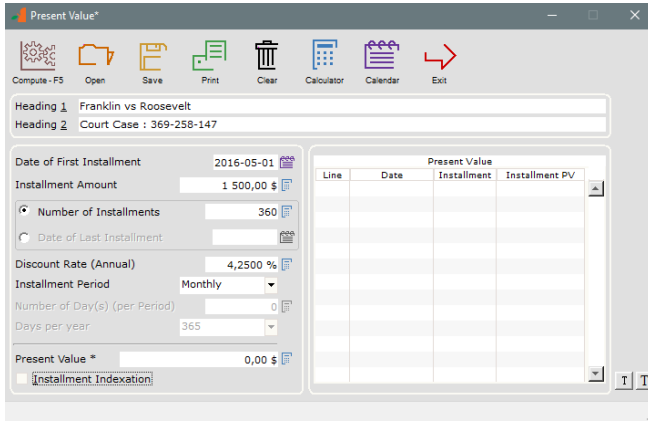 Present Value*
Compute - F5 Open Save Print Clear Calculator Calendar Exit
Heading 1 Franklin vs Roosevelt
Heading 2 Court Case : 369-258-147
Date of First Installment 2016-05-01
Installment Amount 1 500,00 $
Number of Installments 360
Date of Last Installment
Discount Rate (Annual) 4,2500 %
Installment Period Monthly
Number of Day(s) (per Period) 0
Days per year 365
Present Value * 0,00 $
Installment Indexation
Present Value
Line Date Installment Installment PV
T T